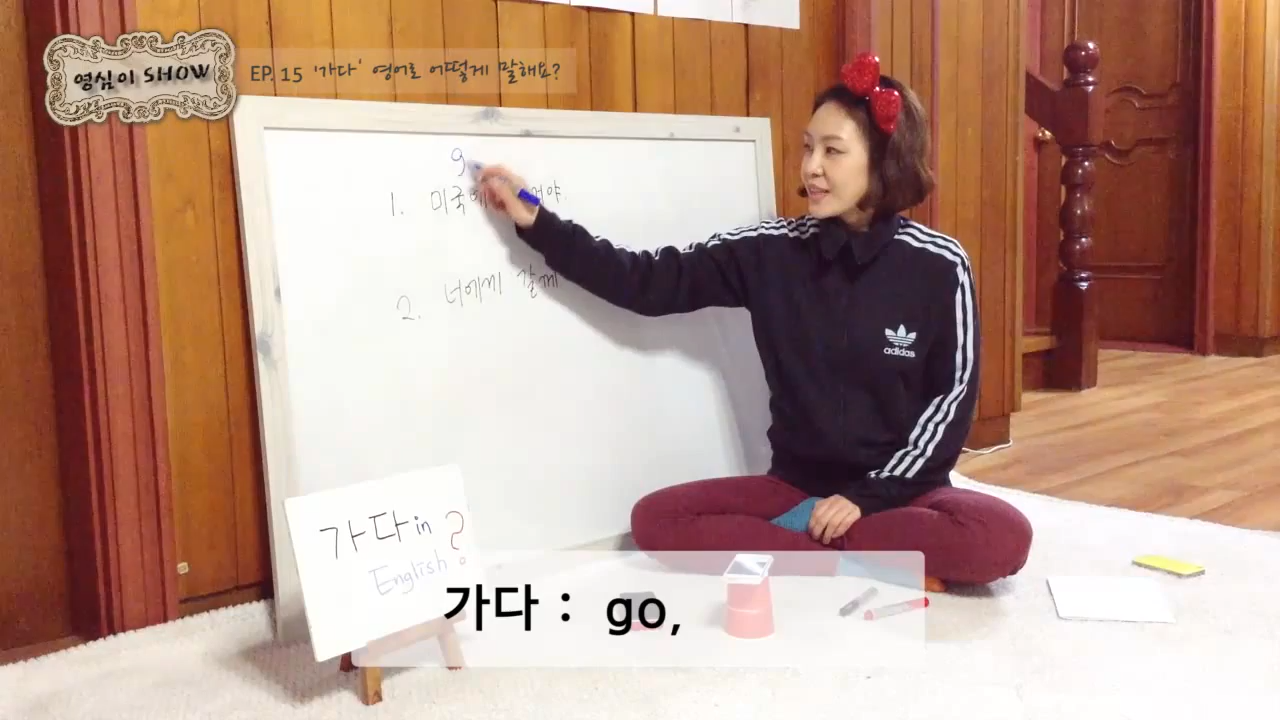 영심이 SHOW
EP. 15 '가다' 영어로 어떻게 말해요?
g
1. 미국에
2. 너에게 갈께
adidas
가다 in
English ?
가다 : go,